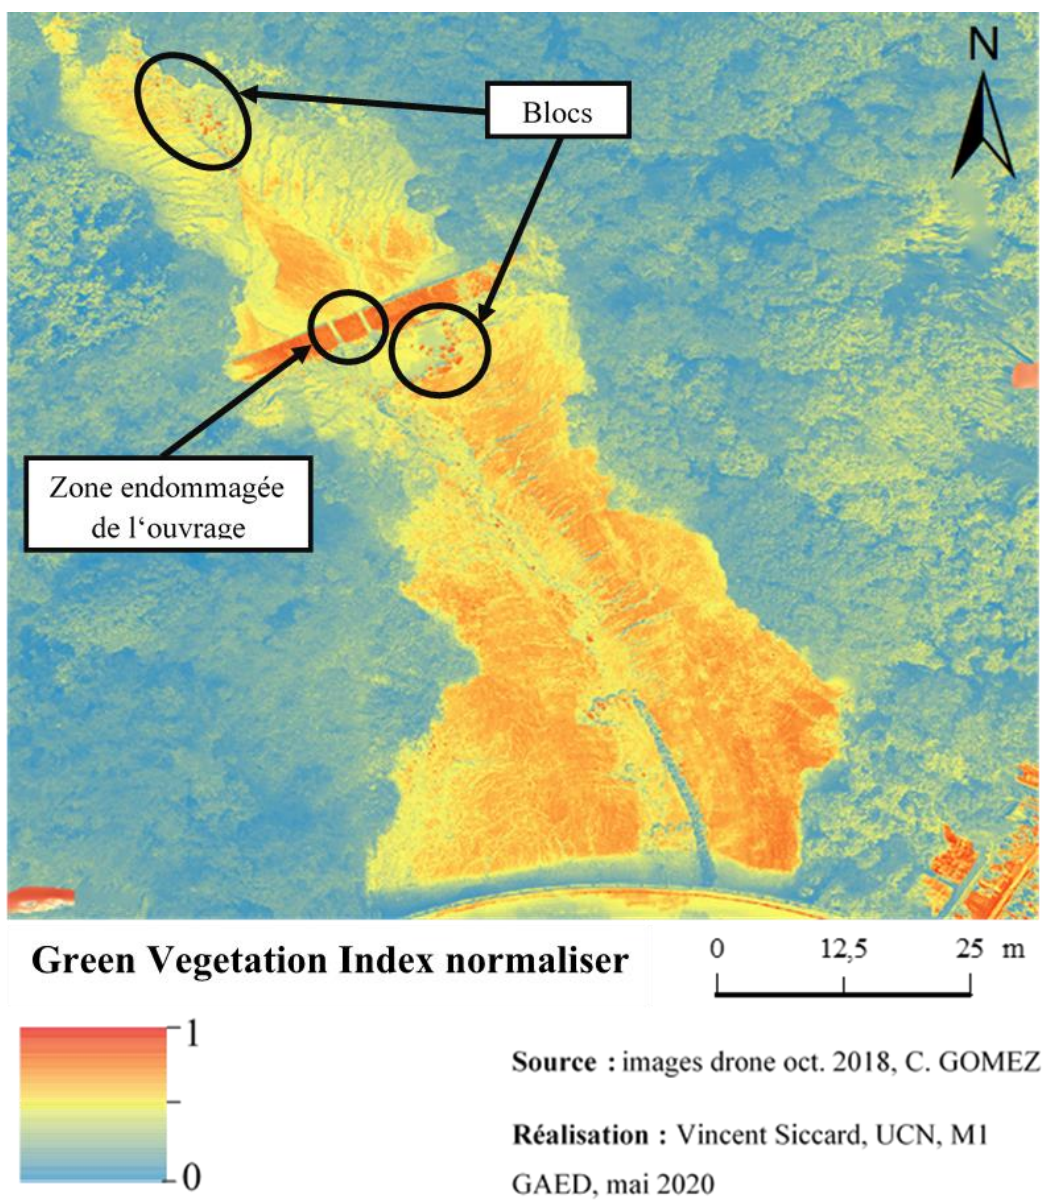 N
Blocs
Zone endommagée
de l‘ouvrage
Green Vegetation Index normaliser
0 12,5 25 m
1
0
Source : images drone oct. 2018, C. GOMEZ
Réalisation : Vincent Siccard, UCN, M1
GAED, mai 2020